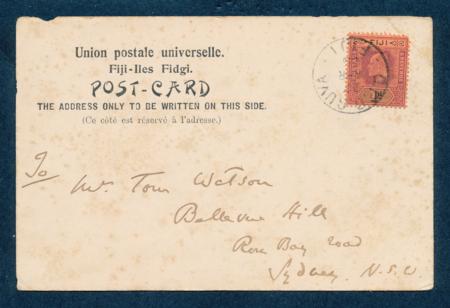 Union postale universelle.
Fiji-Iles Fidgi.
POST-CARD
THE ADDRESS ONLY TO BE WRITTEN ON THIS SIDE.
(Ce côté est réservé à l'adresse.)
FIJI
SUVA
To
Mr Tom Watson
Bellevue Hill
Rose Bay Road
Sydney. N.S.W.